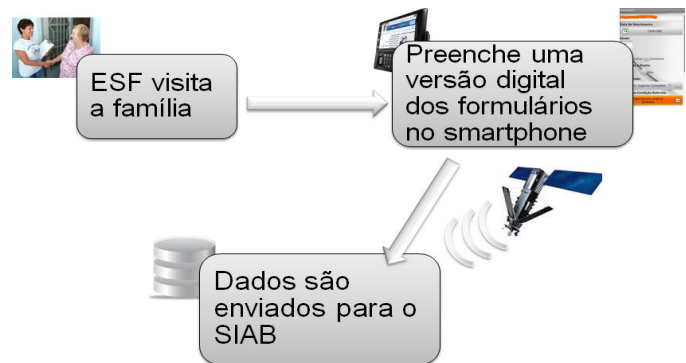 ESF visita
a família
Preenche uma
versão digital
dos formulários
no smartphone
Dados são
enviados para o
SIAB